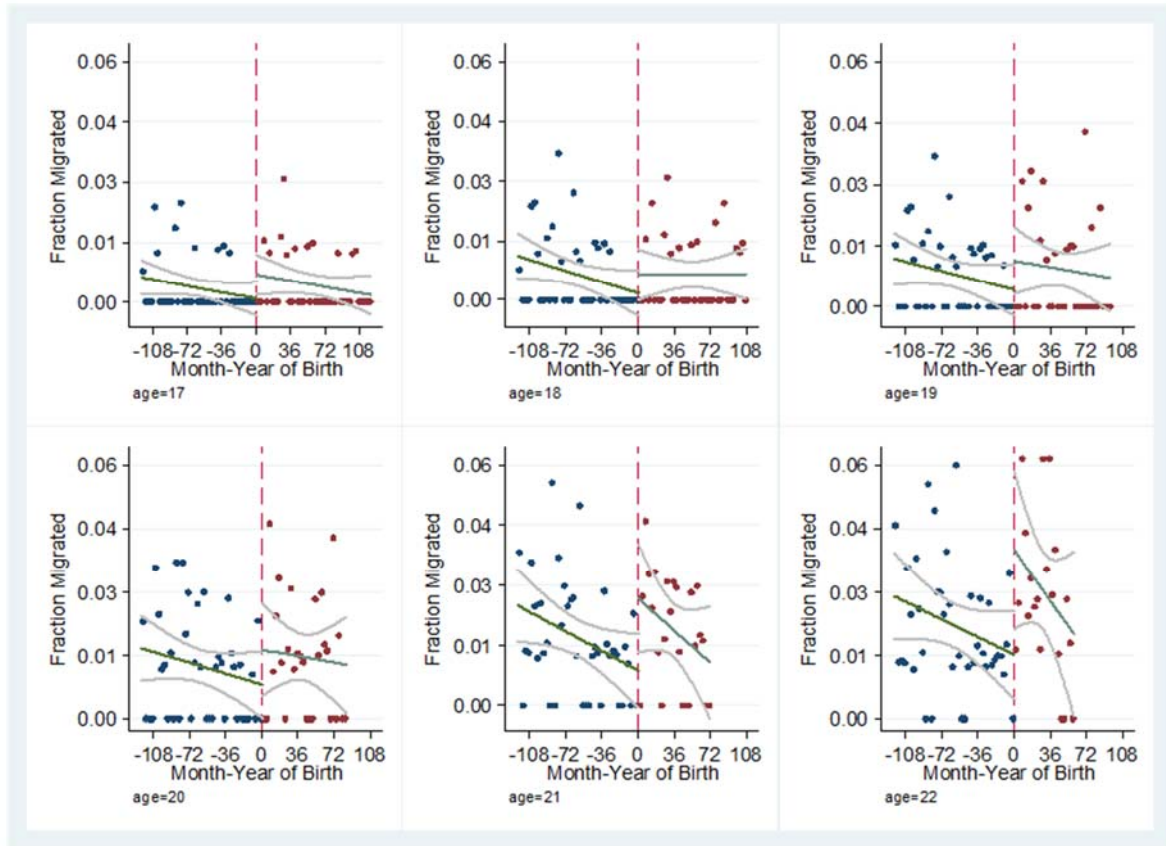 0.06
0.04
0.03
0.01
0.00
Fraction Migrated
-108 -72 -36 0 36 72 108
Month-Year of Birth
age=17
0.06
0.04
0.03
0.01
0.00
Fraction Migrated
-108 -72 -36 0 36 72 108
Month-Year of Birth
age=18
0.06
0.04
0.03
0.01
0.00
Fraction Migrated
-108 -72 -36 0 36 72 108
Month-Year of Birth
age=19
0.06
0.04
0.03
0.01
0.00
Fraction Migrated
-108 -72 -36 0 36 72 108
Month-Year of Birth
age=20
0.06
0.04
0.03
0.01
0.00
Fraction Migrated
-108 -72 -36 0 36 72 108
Month-Year of Birth
age=21
0.06
0.04
0.03
0.01
0.00
Fraction Migrated
-108 -72 -36 0 36 72 108
Month-Year of Birth
age=22